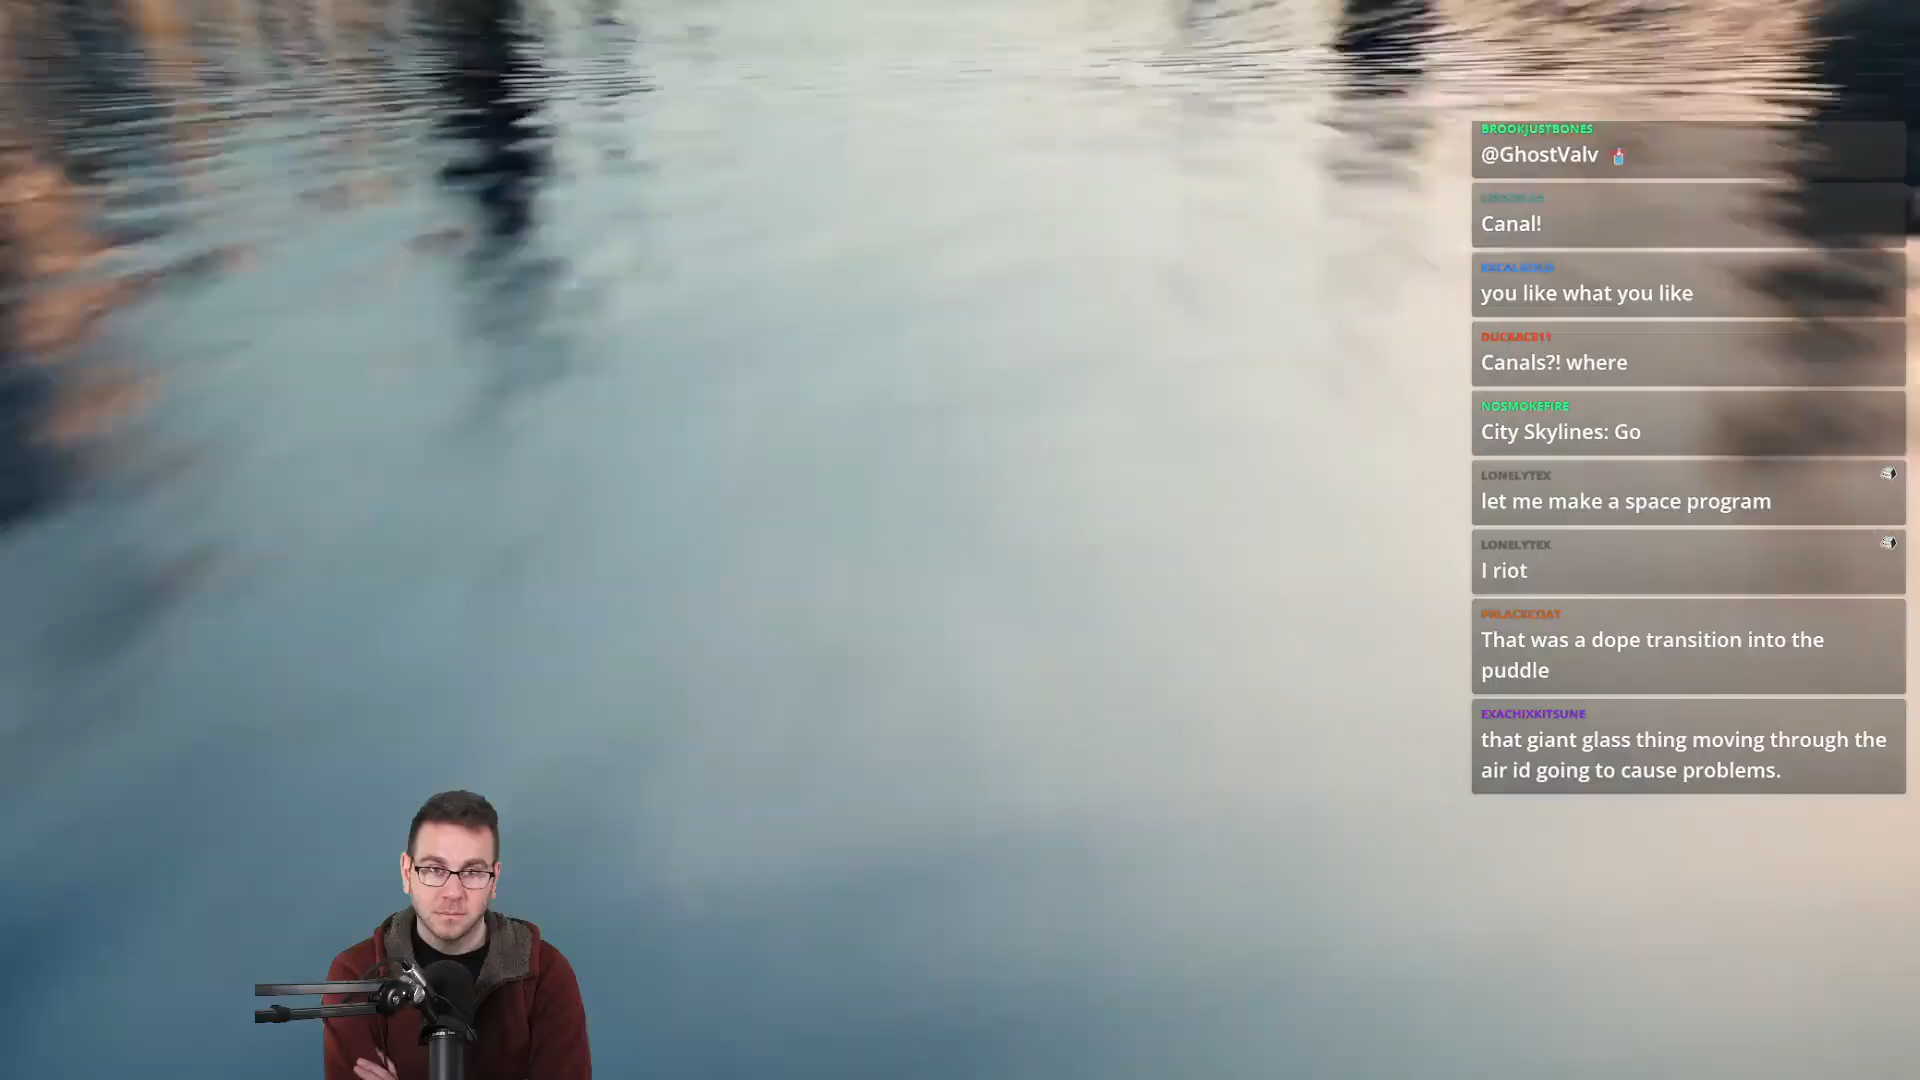 BROOKJUSTBONES
@GhostValv
Canal!
you like what you like
DUCKACE11
Canals?! where
NOSMOKEFIRE
City Skylines: Go
LONELYTEX
let me make a space program
LONELYTEX
I riot
That was a dope transition into the
puddle
EXACHIXKITSUNE
that giant glass thing moving through the
air id going to cause problems.